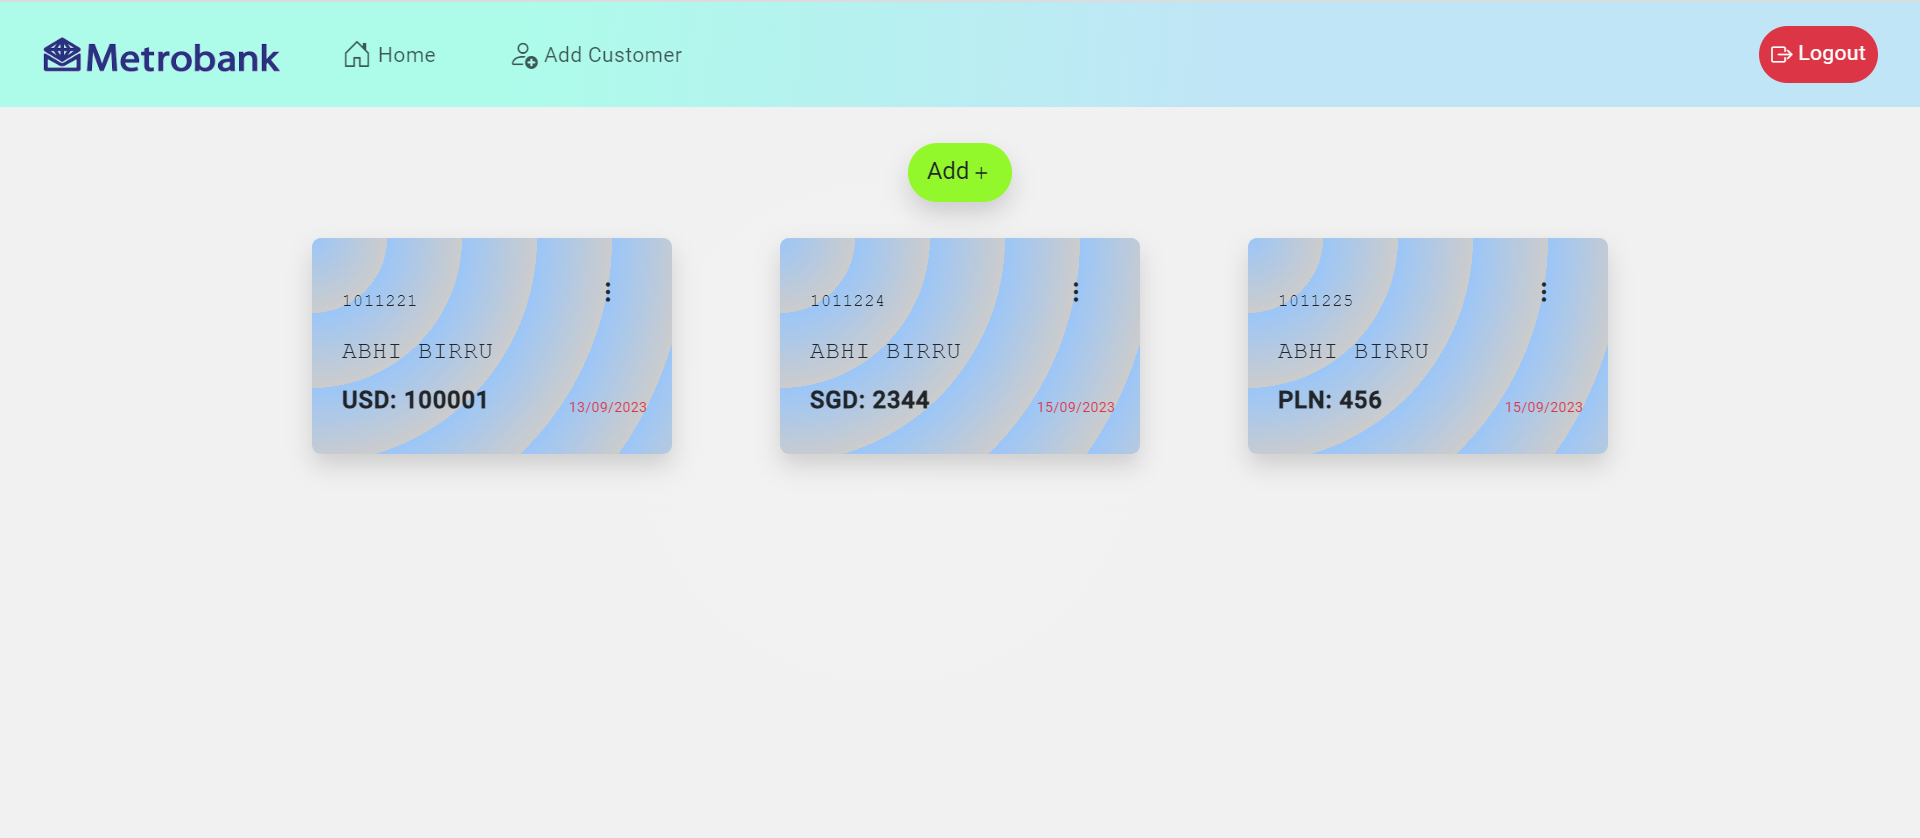 Metrobank
Home
Add Customer
Logout
Add +
1011221
ABHI BIRRU
USD: 100001
13/09/2023
1011224
ABHI BIRRU
SGD: 2344
15/09/2023
1011225
ABHI BIRRU
PLN: 456
15/09/2023